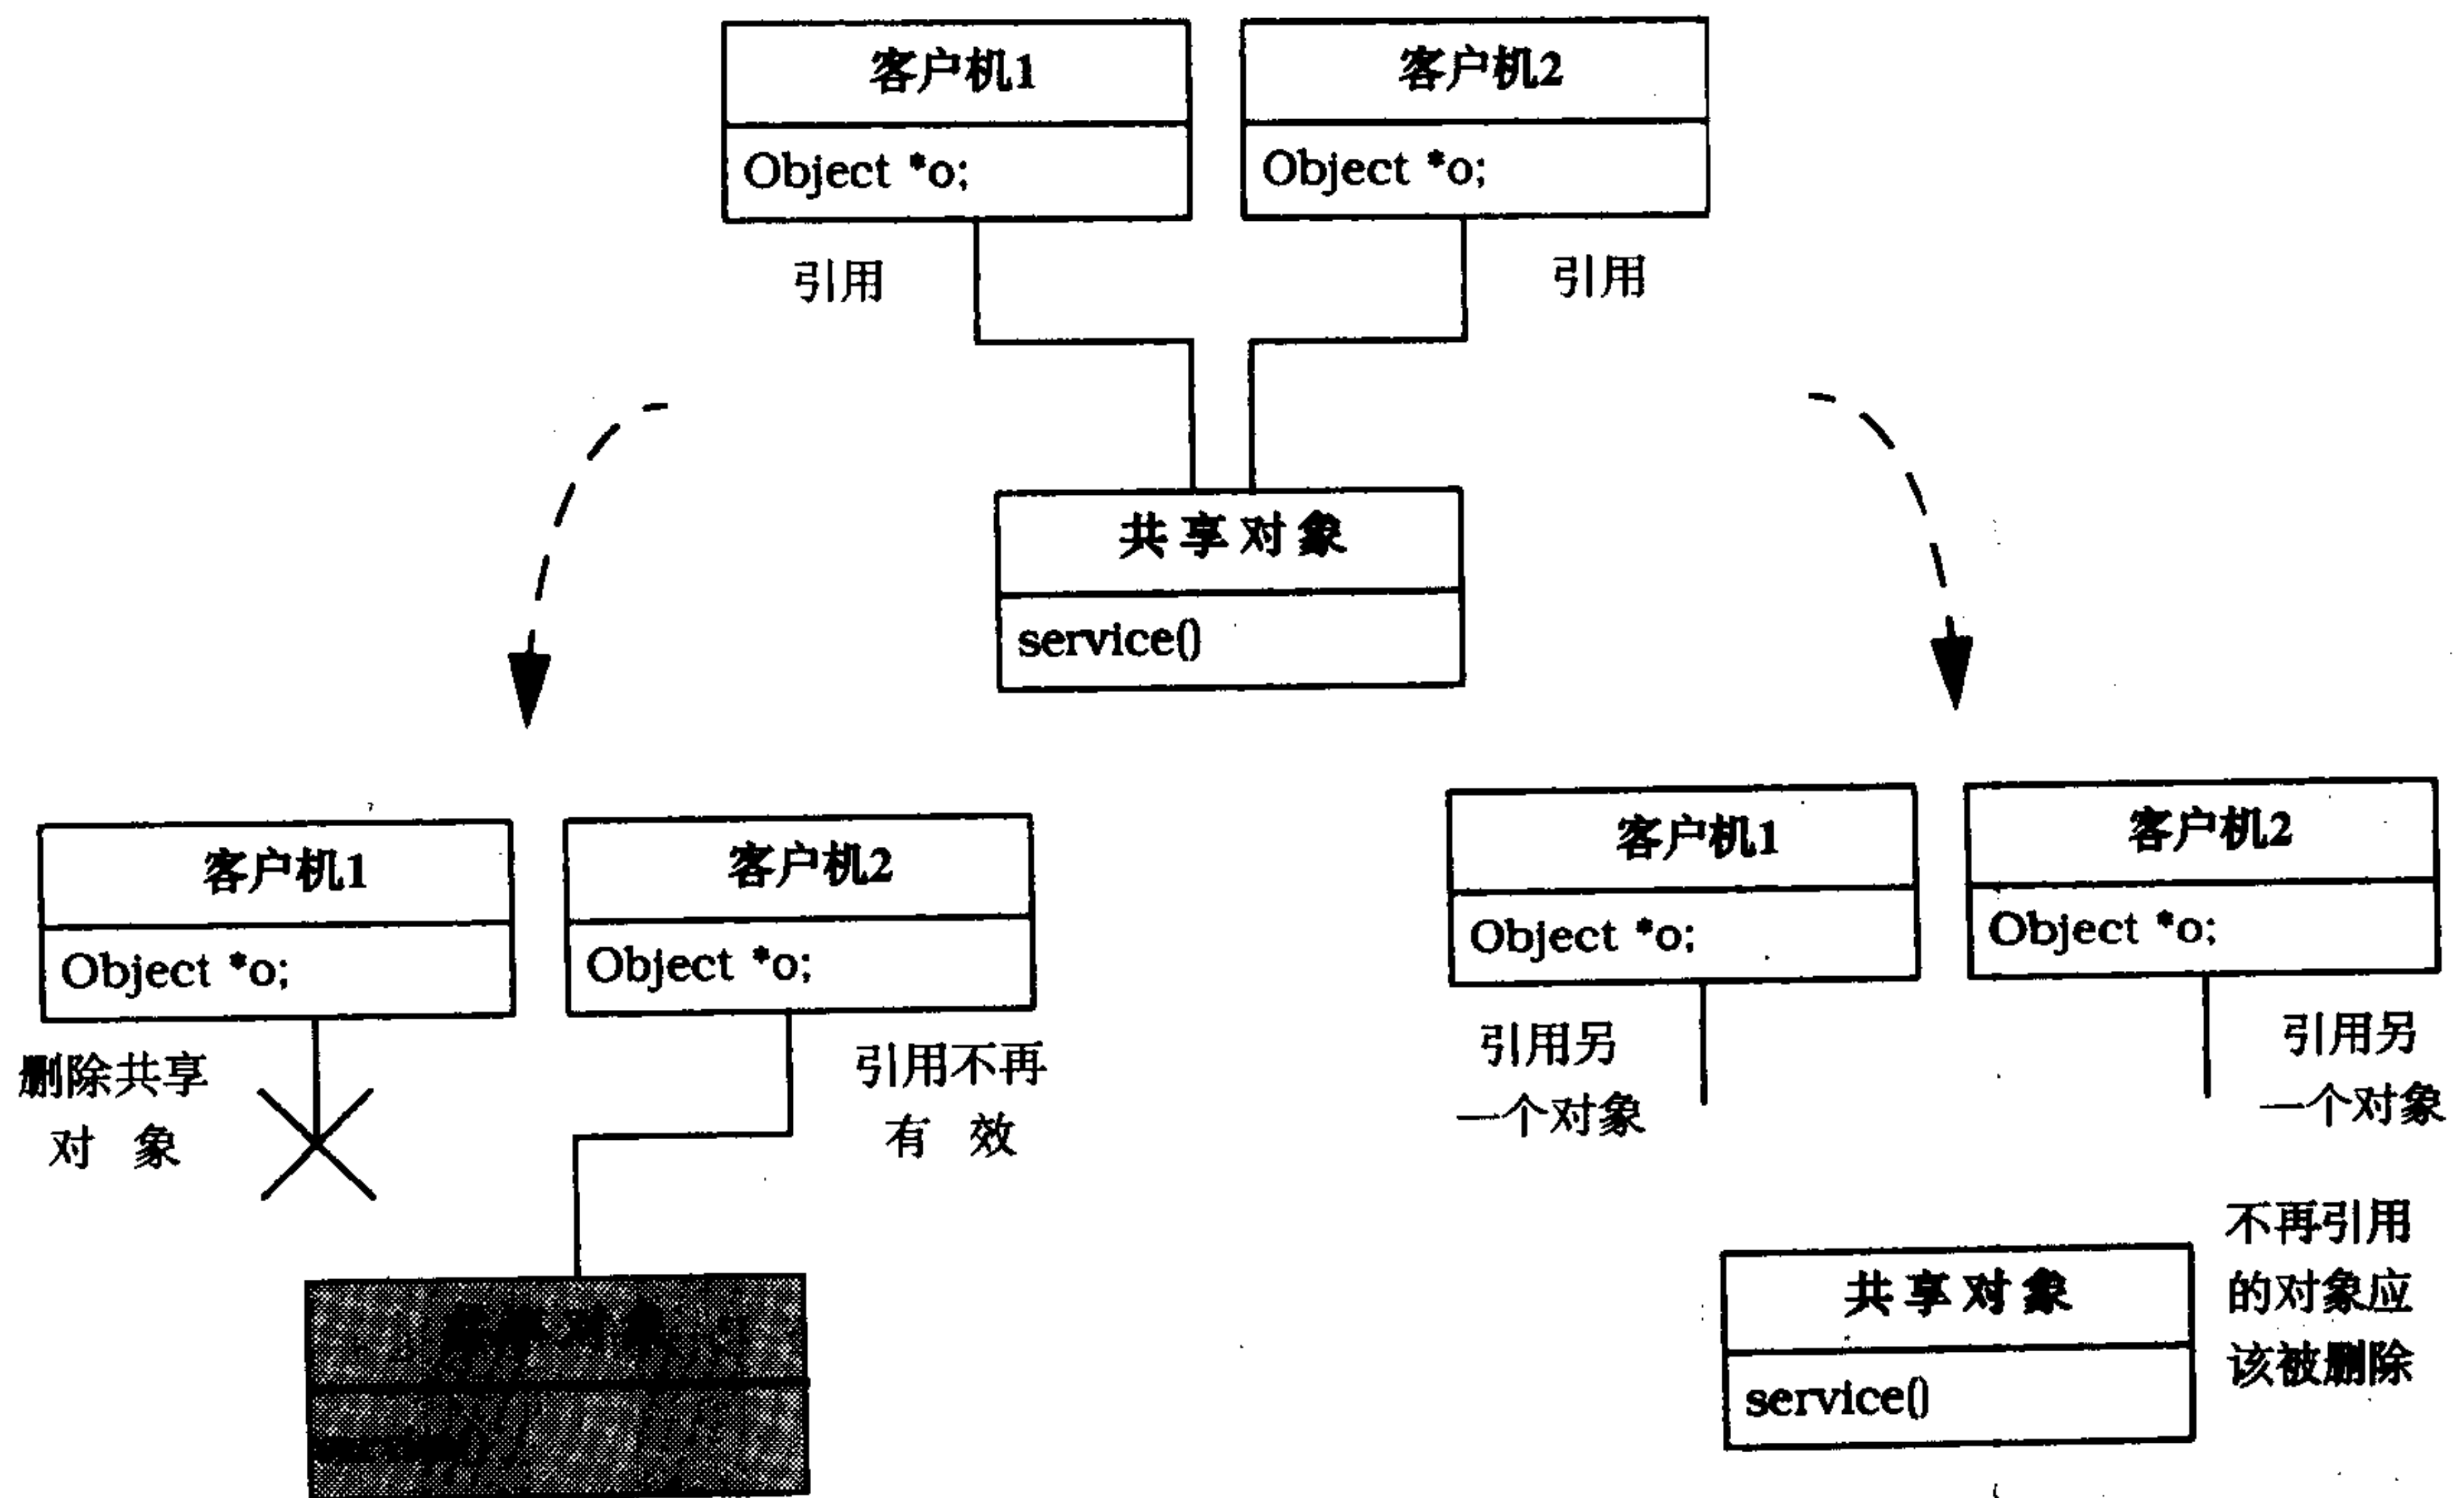 客户机1
客户机2
Object *o;
Object *o;
引用
引用
共享对象
service()
客户机1
客户机2
Object *o;
Object *o;
删除共享
对 象
引用不再
有 效
客户机1
客户机2
Object *o;
Object *o;
引用另
一个对象
引用另
一个对象
共享对象
service()
不再引用
的对象应
该被删除